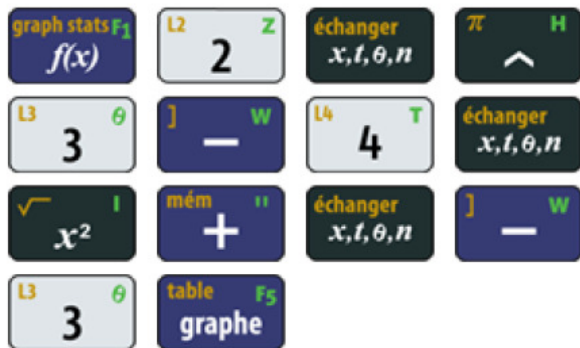 graph stats F1 L2 Z échanger π H
f(x) 2 x,t,θ,n ^
L3 θ ] W L4 T échanger
3 − 4 x,t,θ,n
√ I mém " échanger ] W
x² + x,t,θ,n −
L3 θ table F5
3 graphe